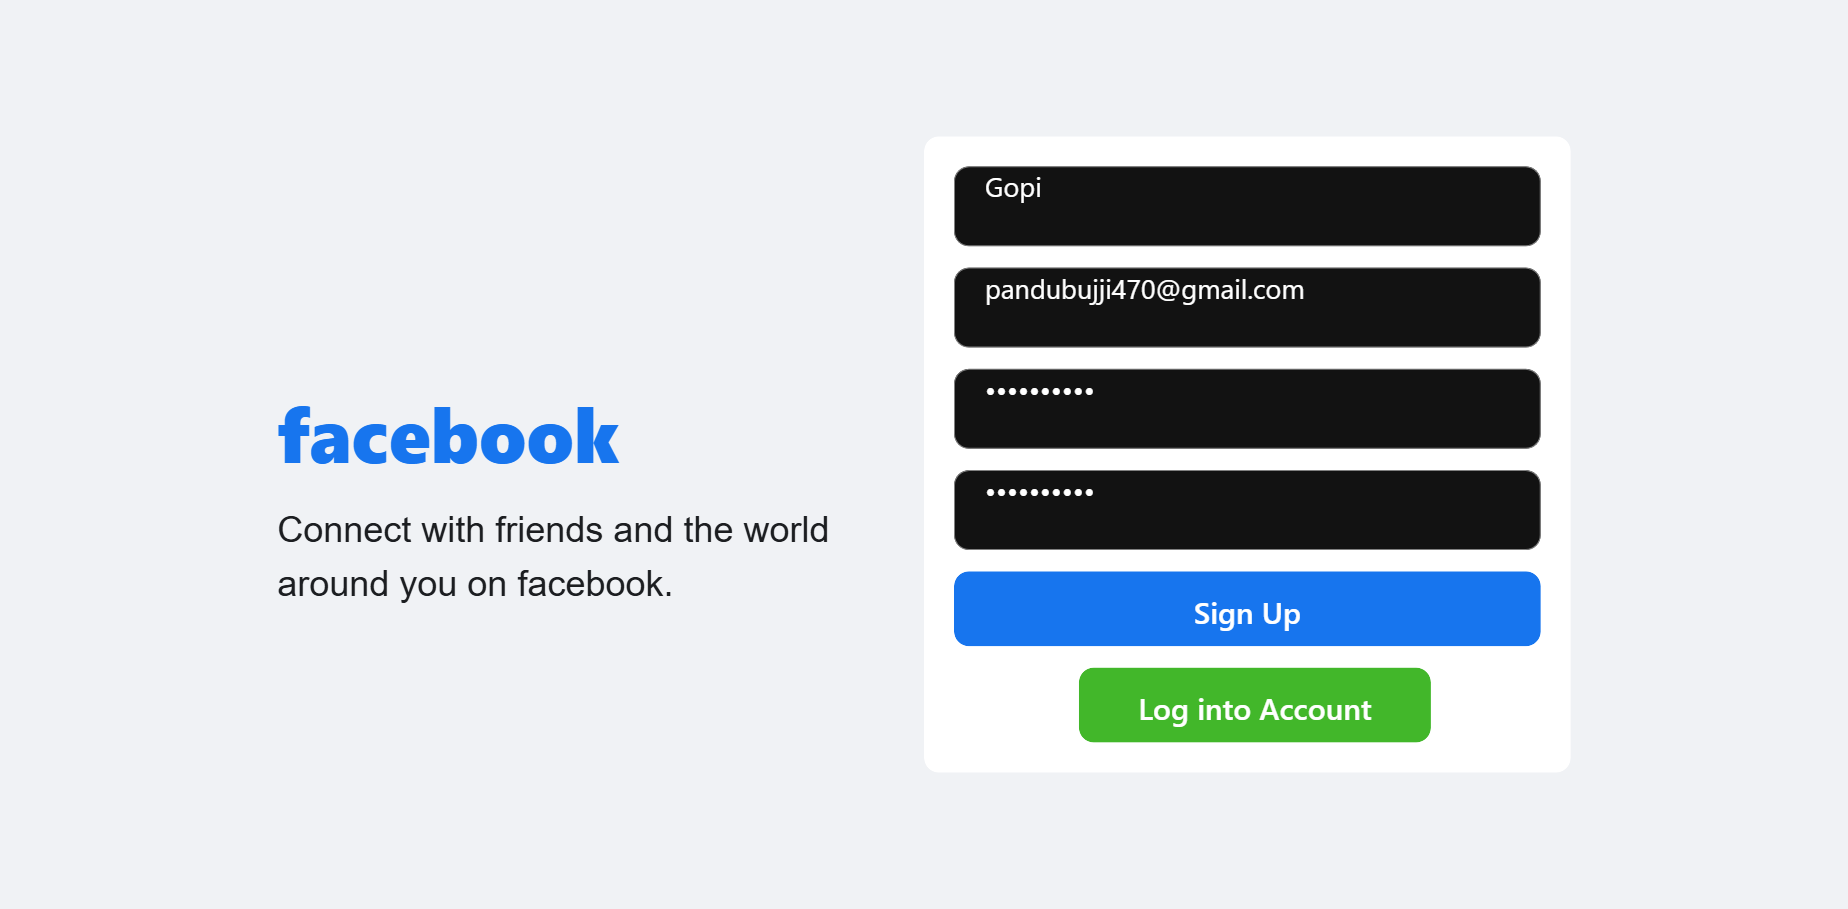 facebook
Connect with friends and the world
around you on facebook.
Gopi
pandubujji470@gmail.com
••••••••••
••••••••••
Sign Up
Log into Account